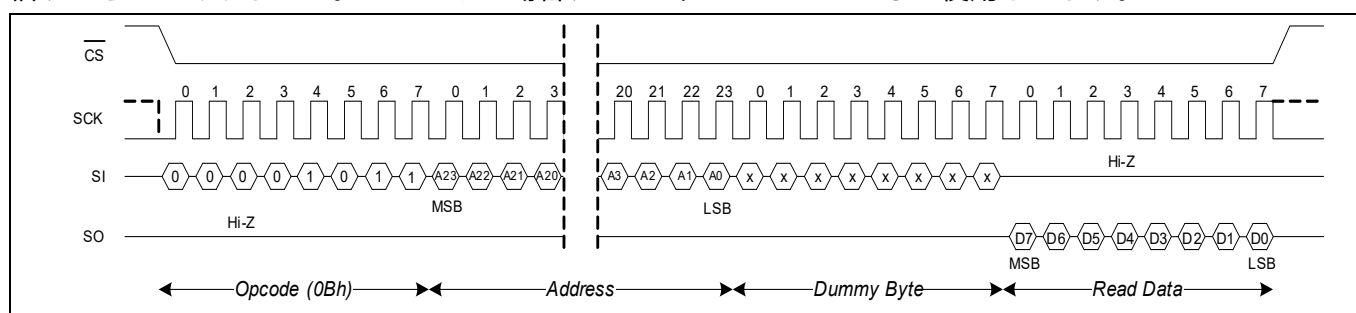 CS
0 1 2 3 4 5 6 7 0 1 2 3 20 21 22 23 0 1 2 3 4 5 6 7 0 1 2 3 4 5 6 7
SCK
Hi-Z
SI 0 0 0 0 1 0 1 1 A23 A22 A21 A20 A3 A2 A1 A0 x x x x x x x x
MSB LSB
Hi-Z
SO D7 D6 D5 D4 D3 D2 D1 D0
MSB LSB
Opcode (0Bh) Address Dummy Byte Read Data